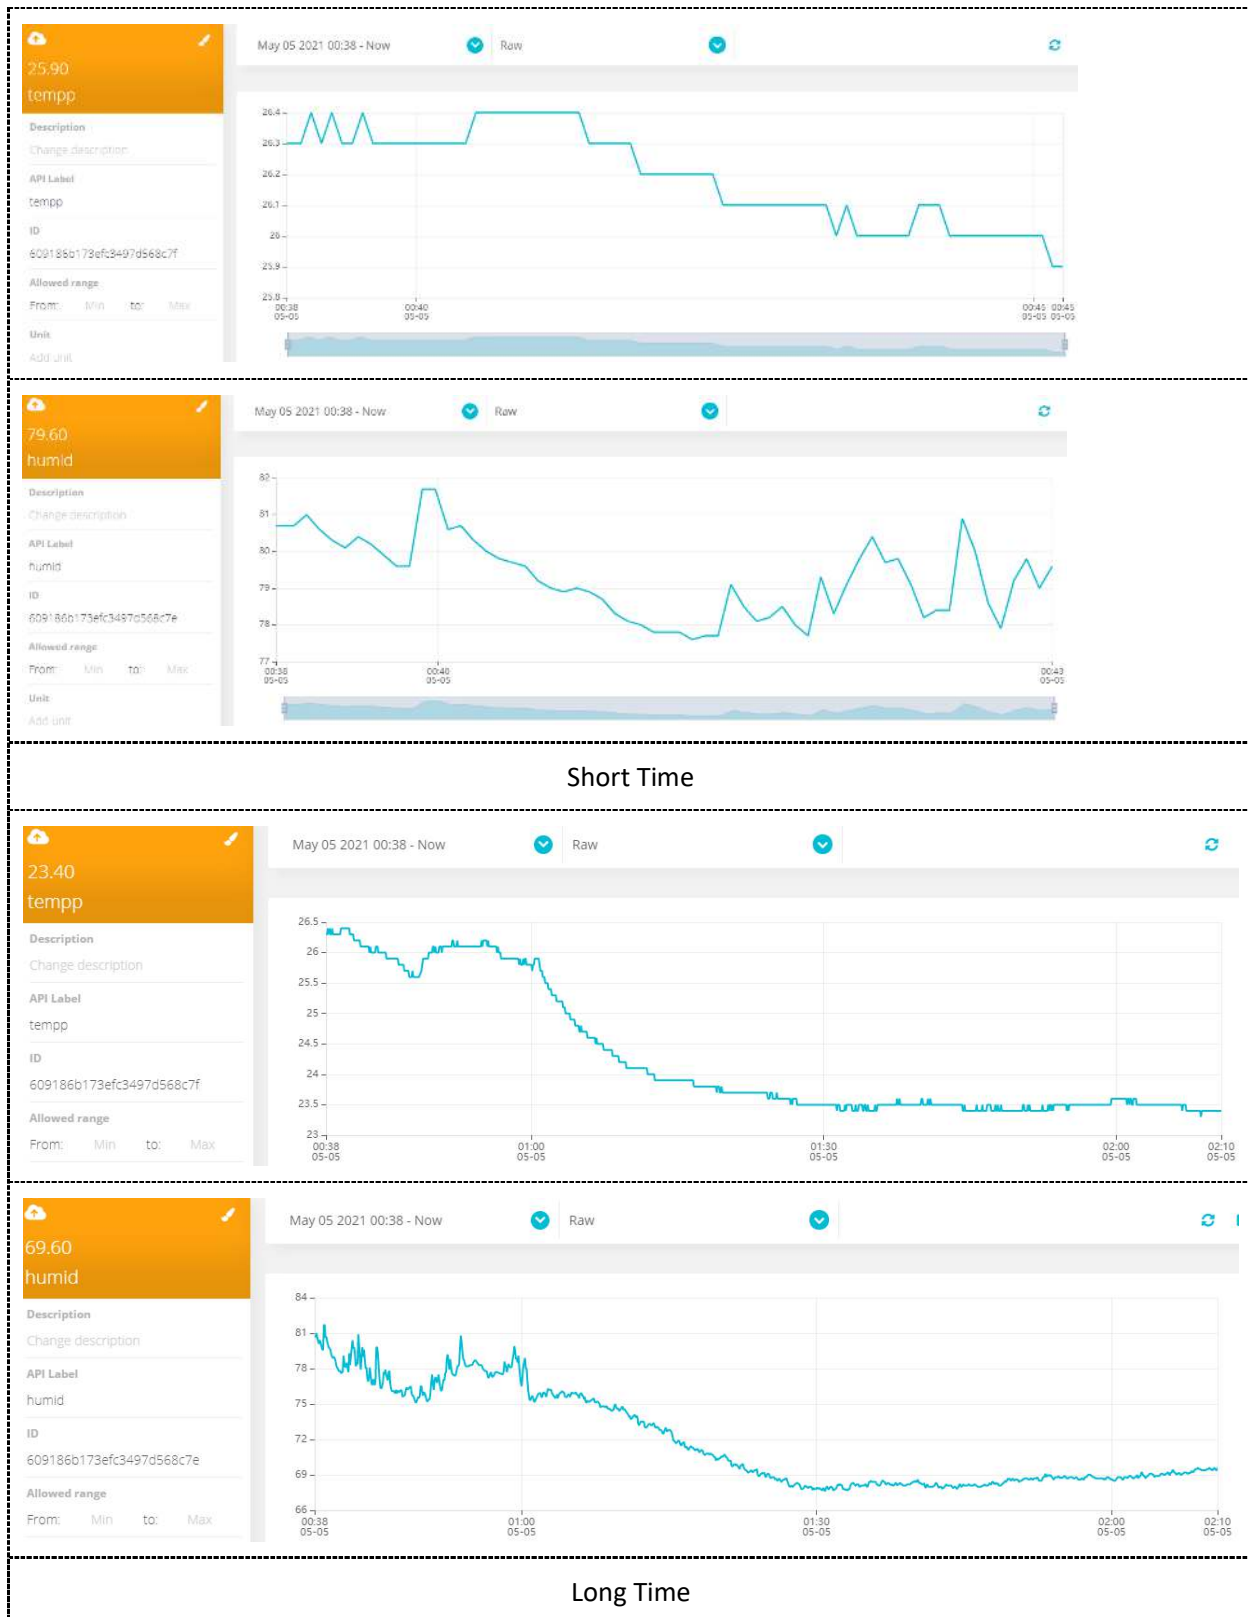 May 05 2021 00:38 - Now
Raw
25.90
tempp
Description
Change description
API Label
tempp
ID
609186b173efc3497d568c7f
Allowed range
From: Min to: Max
Unit
Add unit
26.4
26.3
26.2
26.1
26
25.9
25.8
00:38 00:40 00:45 00:45
05-05 05-05 05-05 05-05
May 05 2021 00:38 - Now
Raw
79.60
humid
Description
Change description
API Label
humid
ID
609186b173efc3497d568c7e
Allowed range
From: Min to: Max
Unit
Add unit
82
81
80
79
78
77
00:38 00:40 00:43
05-05 05-05 05-05
Short Time
May 05 2021 00:38 - Now
Raw
23.40
tempp
Description
Change description
API Label
tempp
ID
609186b173efc3497d568c7f
Allowed range
From: Min to: Max
26.5
26
25.5
25
24.5
24
23.5
23
00:38 01:00 01:30 02:00 02:10
05-05 05-05 05-05 05-05 05-05
May 05 2021 00:38 - Now
Raw
69.60
humid
Description
Change description
API Label
humid
ID
609186b173efc3497d568c7e
Allowed range
From: Min to: Max
84
81
78
75
72
69
66
00:38 01:00 01:30 02:00 02:10
05-05 05-05 05-05 05-05 05-05
Long Time